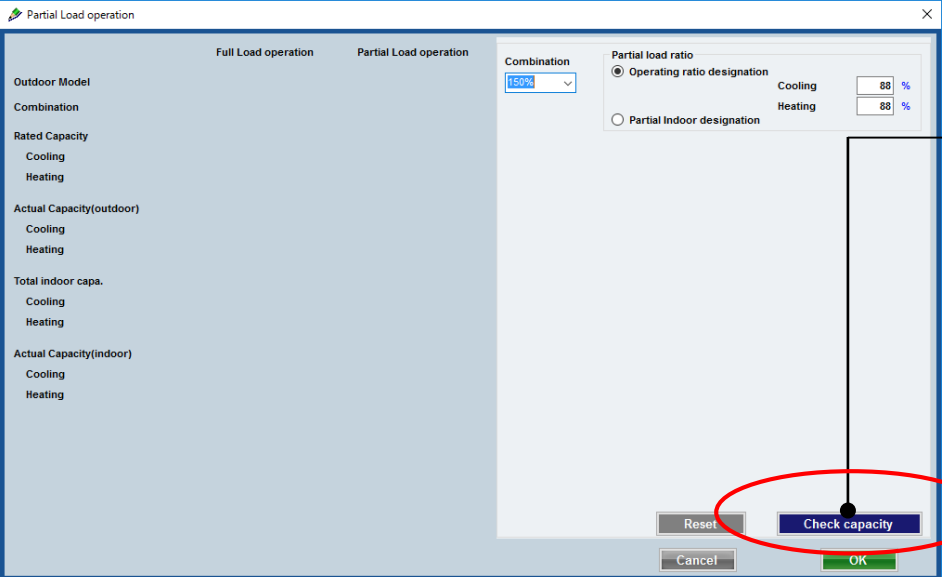 Partial Load operation
Full Load operation Partial Load operation
Outdoor Model
Combination
Rated Capacity
Cooling
Heating
Actual Capacity(outdoor)
Cooling
Heating
Total indoor capa.
Cooling
Heating
Actual Capacity(indoor)
Cooling
Heating
Combination
150%
Partial load ratio
Operating ratio designation
Cooling 88 %
Heating 88 %
Partial Indoor designation
Reset Check capacity
Cancel OK